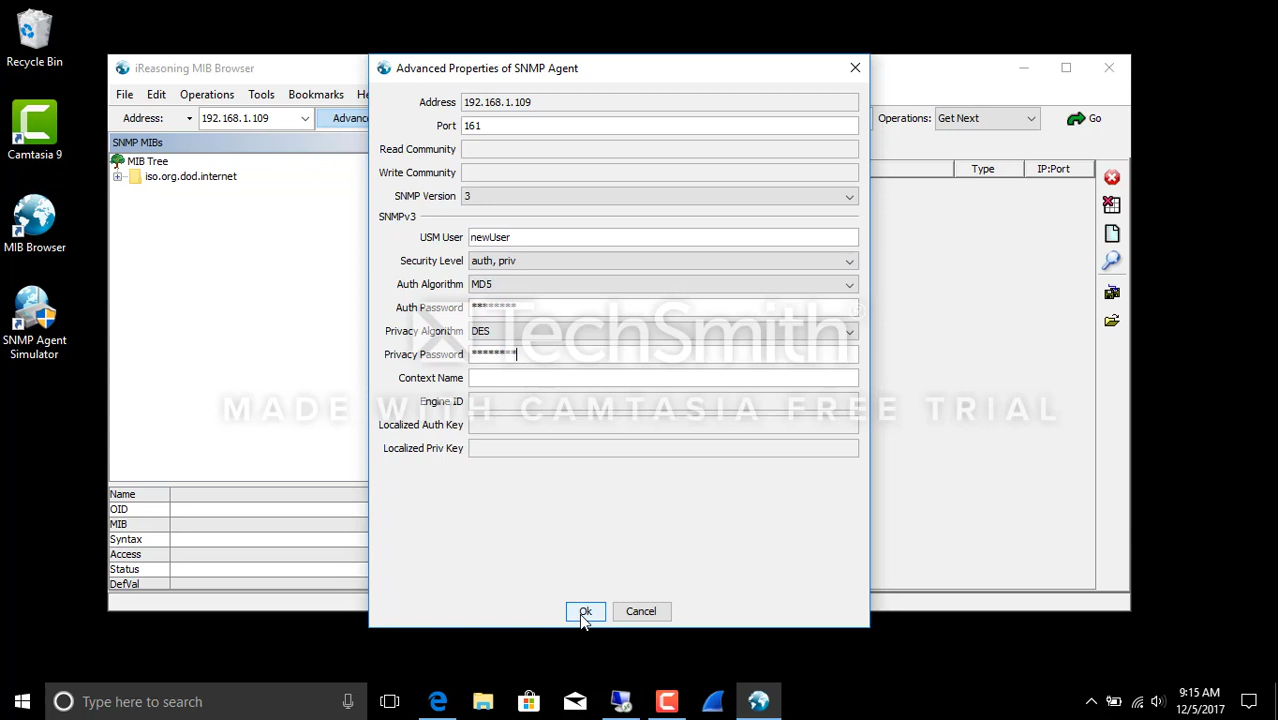 Recycle Bin
Camtasia 9
MIB Browser
SNMP Agent
Simulator
iReasoning MIB Browser
File Edit Operations Tools Bookmarks He
Address: 192.168.1.109 Advanc
Operations: Get Next Go
SNMP MIBs
MIB Tree
iso.org.dod.internet
Type IP:Port
Name
OID
MIB
Syntax
Access
Status
DefVal
Advanced Properties of SNMP Agent
Address 192.168.1.109
Port 161
Read Community
Write Community
SNMP Version 3
SNMPv3
USM User newUser
Security Level auth, priv
Auth Algorithm MD5
Auth Password ********
Privacy Algorithm DES
Privacy Password ********
Context Name
Engine ID
Localized Auth Key
Localized Priv Key
Ok Cancel
TechSmith
MADE WITH CAMTASIA FREE TRIAL
Type here to search
9:15 AM
12/5/2017